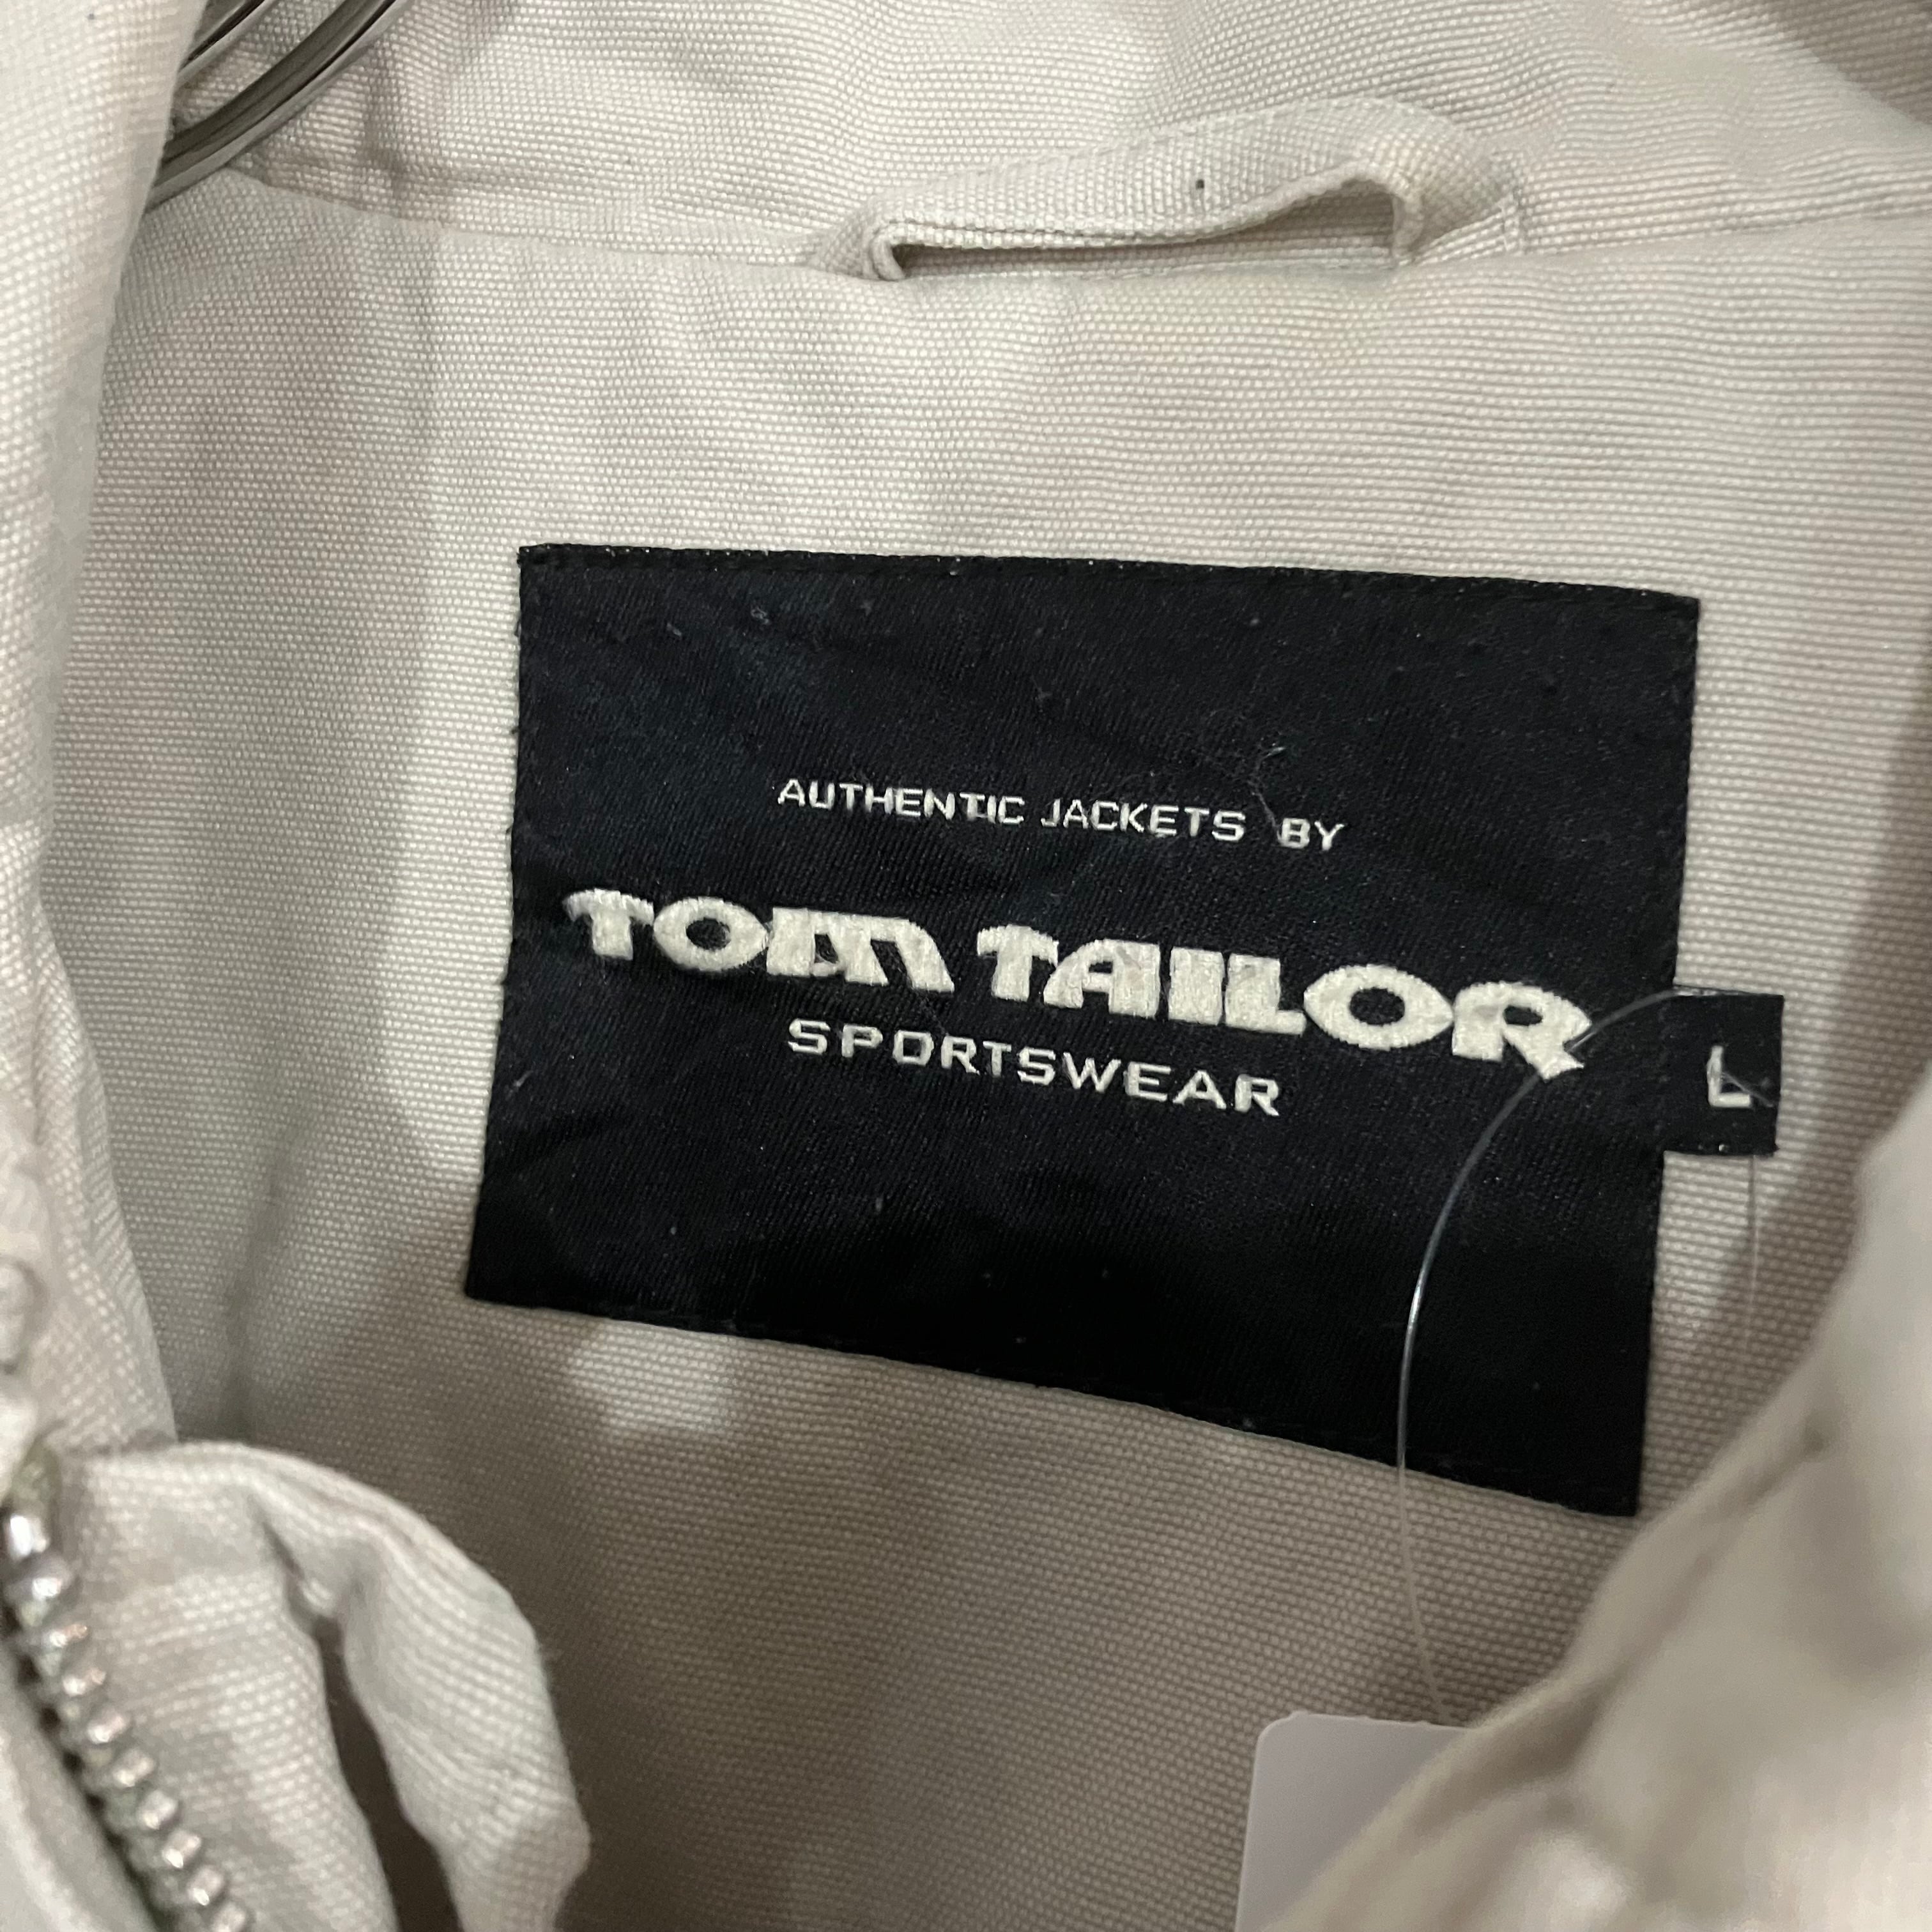 AUTHENTIC JACKETS BY
TOM TAILOR
SPORTSWEAR
L